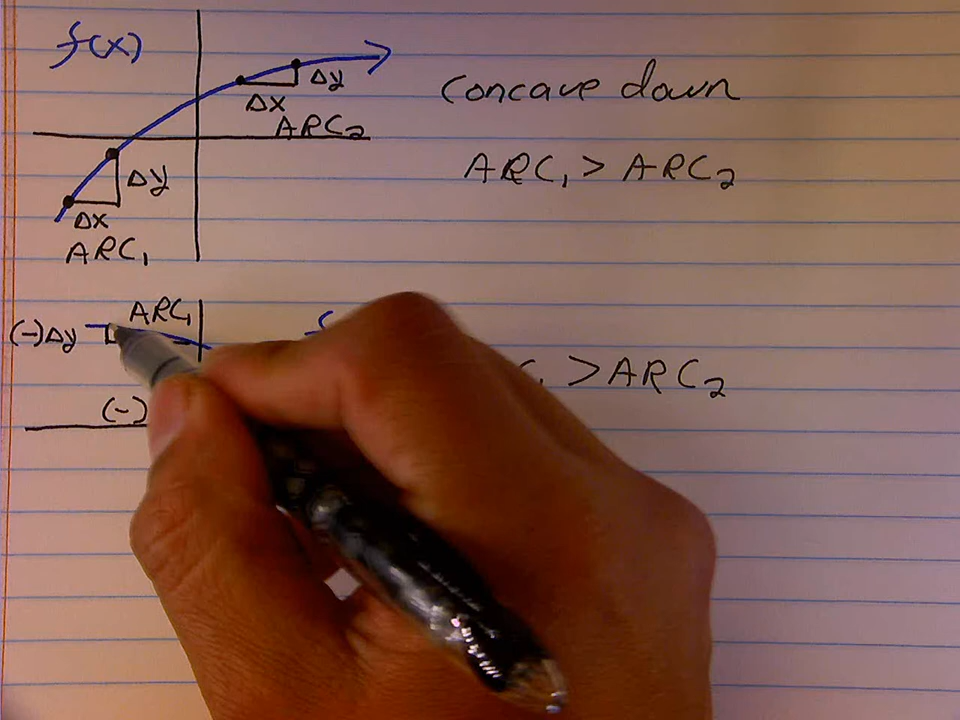 f(x)
Δy
Concave down
Δx
ARC₂
ARC₁ > ARC₂
Δy
Δx
ARC₁
ARC₁
(-)Δy
> ARC₂
(-)